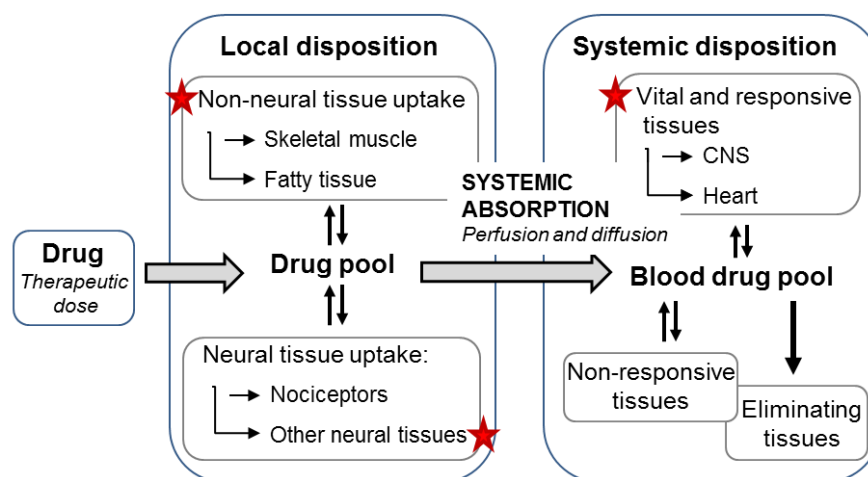 Local disposition
Non-neural tissue uptake
Skeletal muscle
Fatty tissue
Drug
Therapeutic
dose
Drug pool
Neural tissue uptake:
Nociceptors
Other neural tissues
SYSTEMIC
ABSORPTION
Perfusion and diffusion
Systemic disposition
Vital and responsive
tissues
CNS
Heart
Blood drug pool
Non-responsive
tissues
Eliminating
tissues